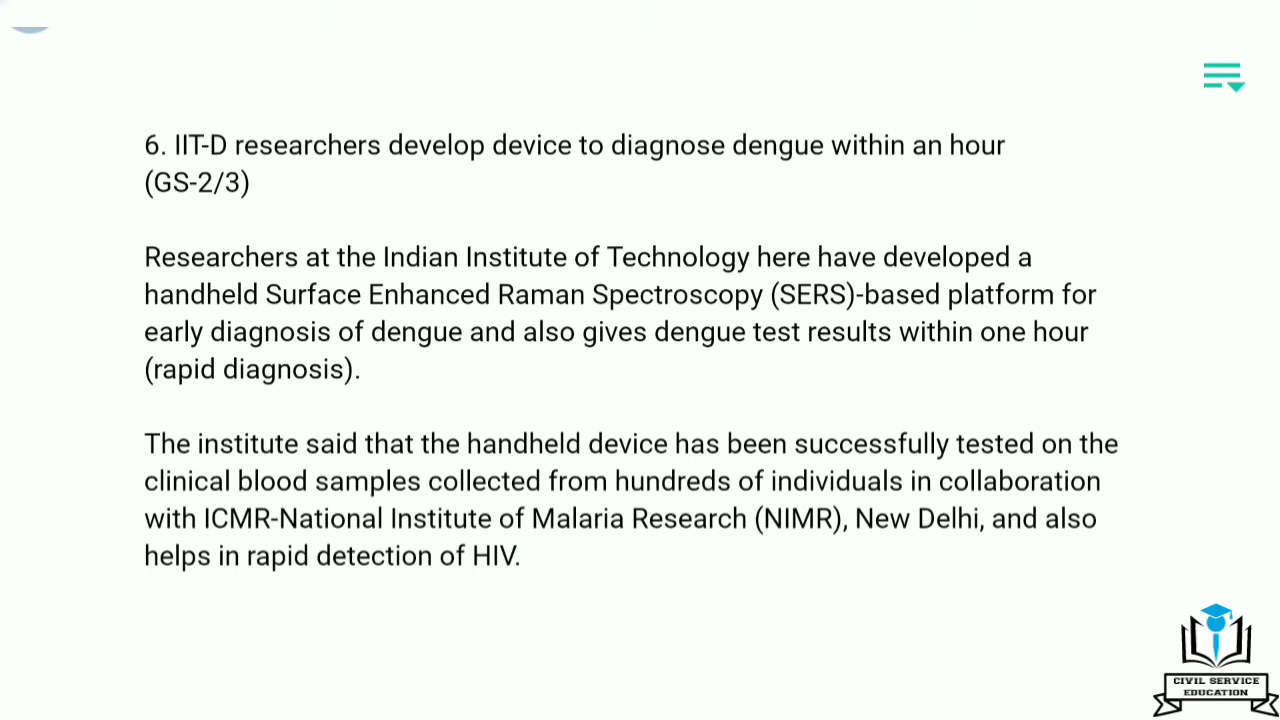 6. IIT-D researchers develop device to diagnose dengue within an hour
(GS-2/3)
Researchers at the Indian Institute of Technology here have developed a
handheld Surface Enhanced Raman Spectroscopy (SERS)-based platform for
early diagnosis of dengue and also gives dengue test results within one hour
(rapid diagnosis).
The institute said that the handheld device has been successfully tested on the
clinical blood samples collected from hundreds of individuals in collaboration
with ICMR-National Institute of Malaria Research (NIMR), New Delhi, and also
helps in rapid detection of HIV.
CIVIL SERVICE
EDUCATION